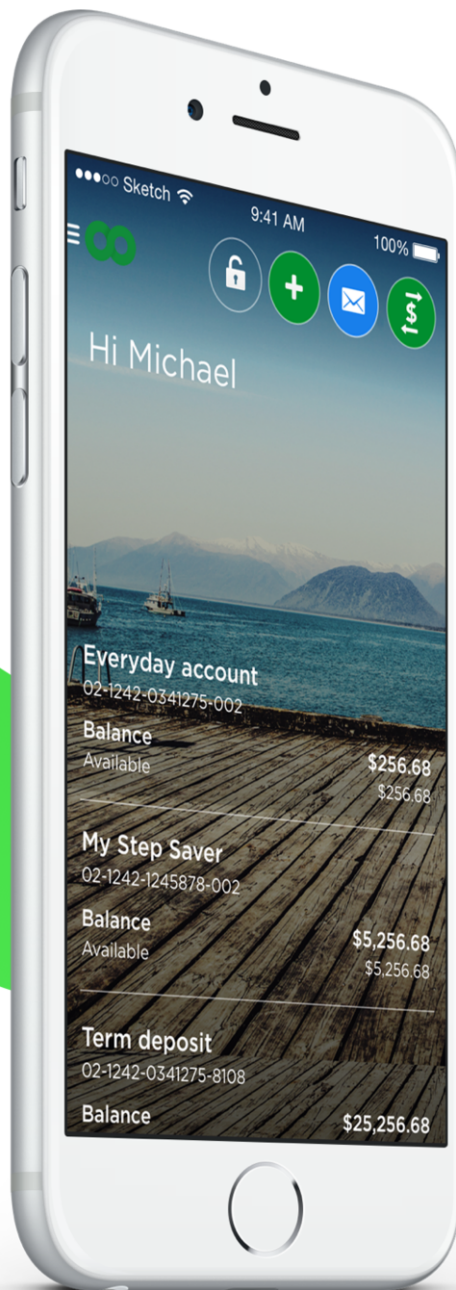 Sketch
9:41 AM
100%
Hi Michael
Everyday account
02-1242-0341275-002
Balance $256.68
Available $256.68
My Step Saver
02-1242-1245878-002
Balance $5,256.68
Available $5,256.68
Term deposit
02-1242-0341275-8108
Balance $25,256.68